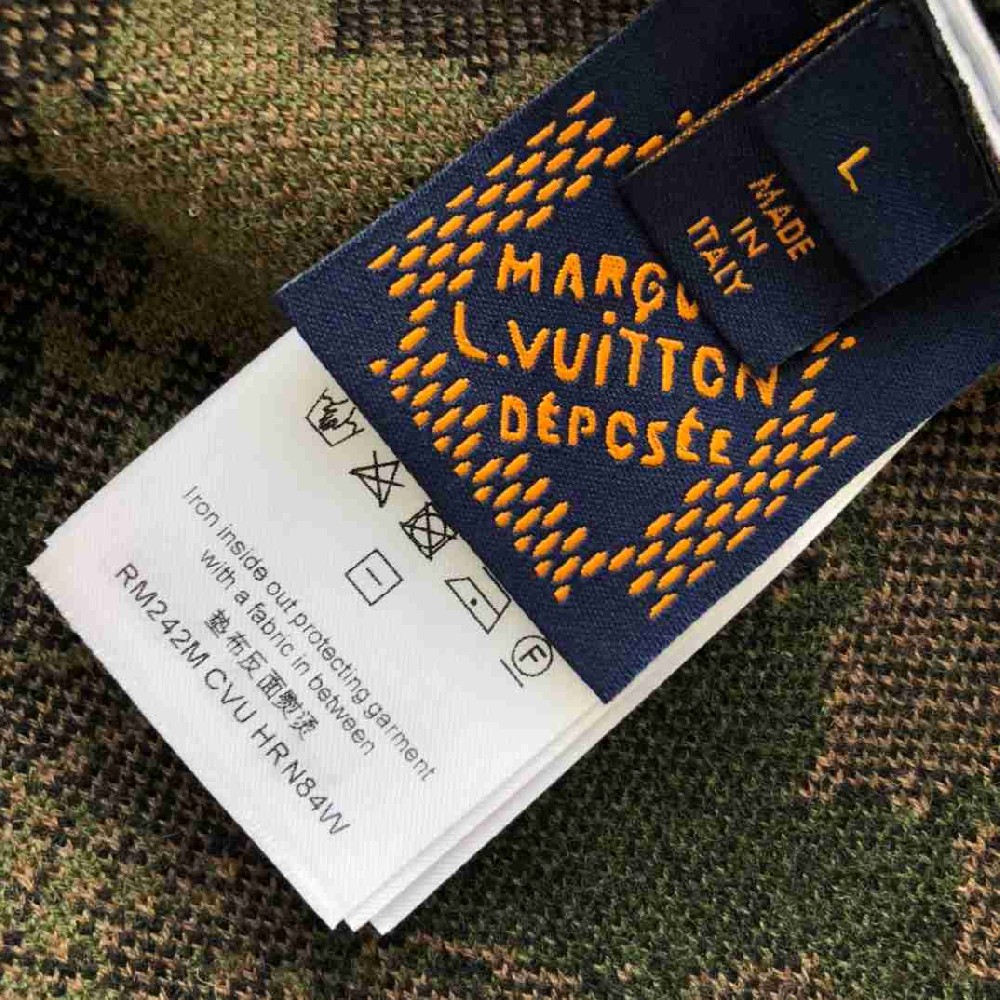 L
MADE
IN
ITALY
L.VUITTON
DÉPOSÉE
F
Iron inside out protecting garment
with a fabric in between
垫布反面熨烫
RM242M CVU HRN84W